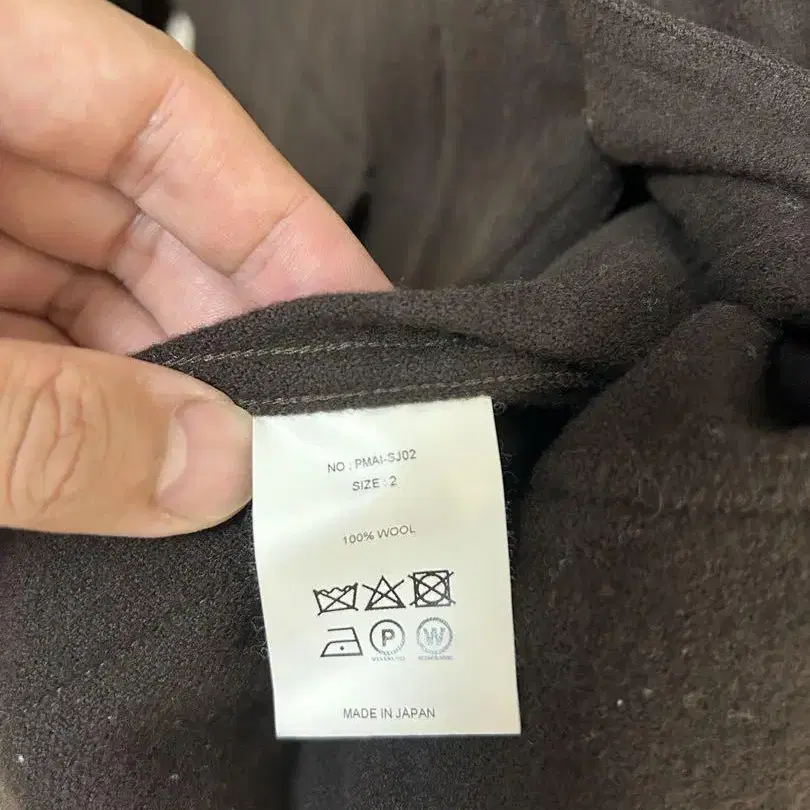 NO : PMAI-SJ02
SIZE : 2
100% WOOL
P W
MADE IN JAPAN